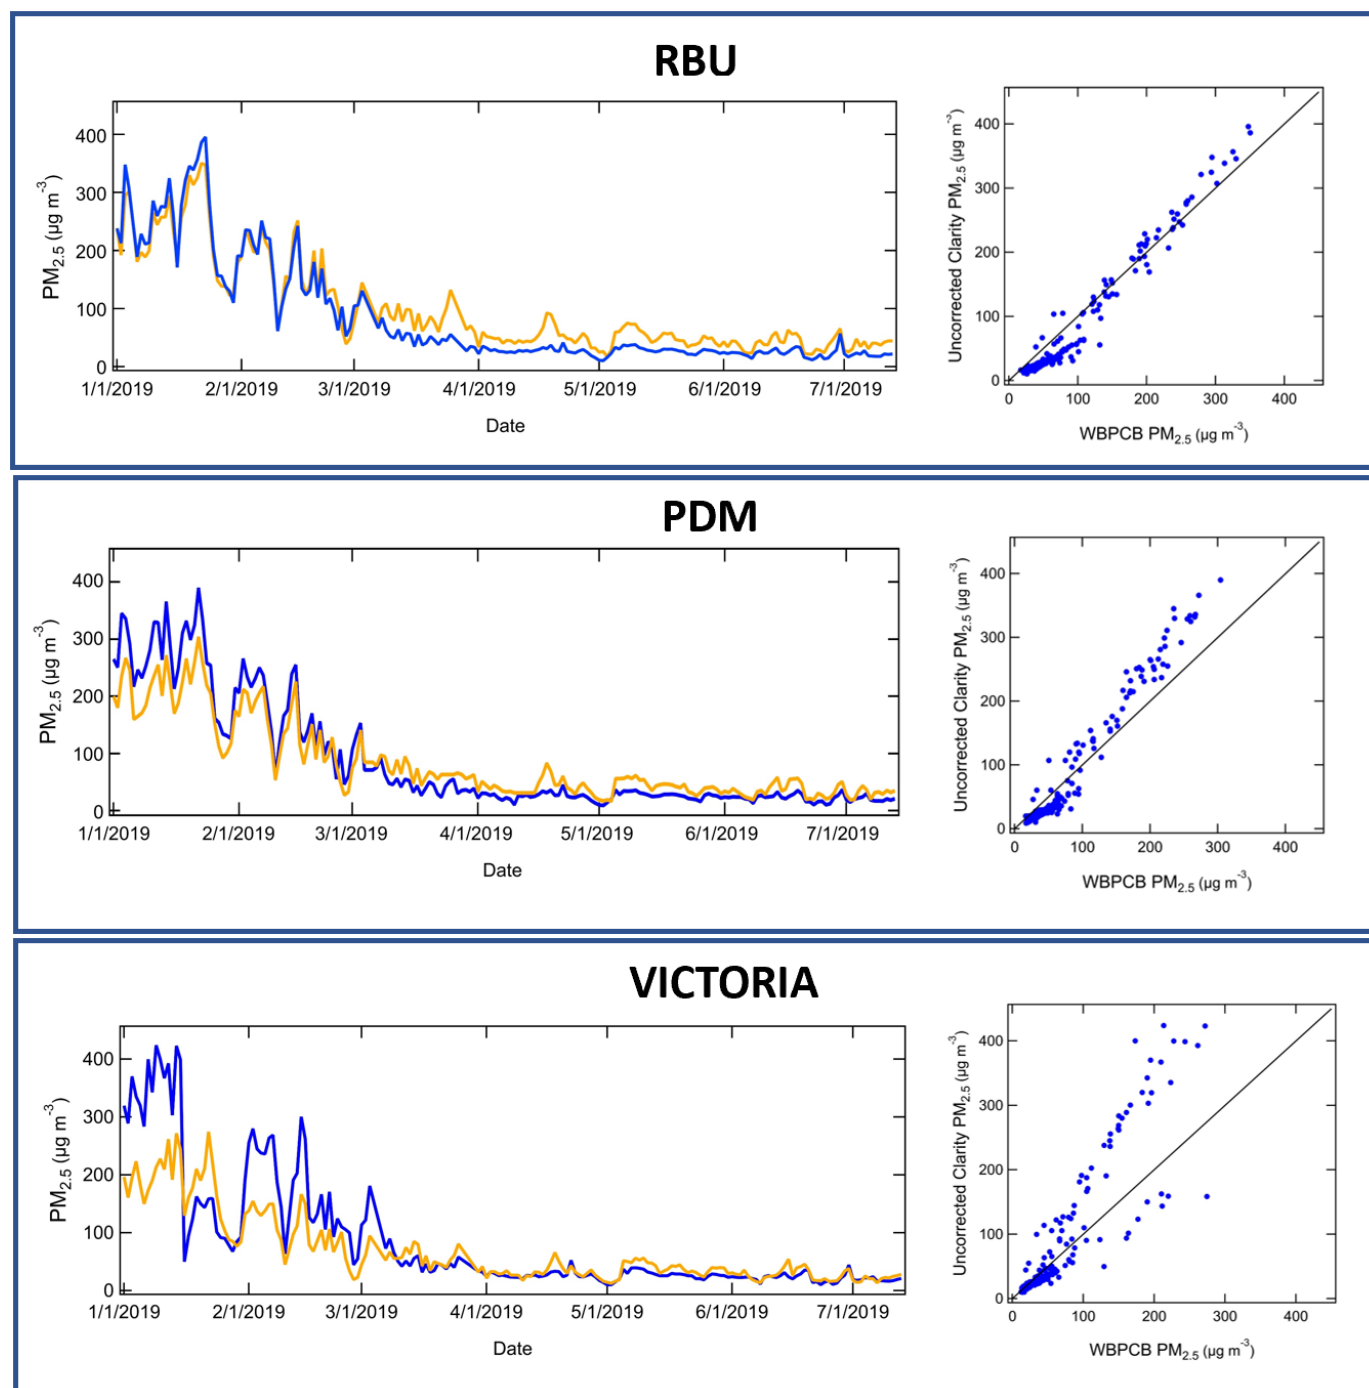 RBU
PM2.5 (µg m-3)
400
300
200
100
0
1/1/2019 2/1/2019 3/1/2019 4/1/2019 5/1/2019 6/1/2019 7/1/2019
Date
Uncorrected Clarity PM2.5 (µg m-3)
400
300
200
100
0
0 100 200 300 400
WBPCB PM2.5 (µg m-3)
PDM
PM2.5 (µg m-3)
400
300
200
100
0
1/1/2019 2/1/2019 3/1/2019 4/1/2019 5/1/2019 6/1/2019 7/1/2019
Date
Uncorrected Clarity PM2.5 (µg m-3)
400
300
200
100
0
0 100 200 300 400
WBPCB PM2.5 (µg m-3)
VICTORIA
PM2.5 (µg m-3)
400
300
200
100
0
1/1/2019 2/1/2019 3/1/2019 4/1/2019 5/1/2019 6/1/2019 7/1/2019
Date
Uncorrected Clarity PM2.5 (µg m-3)
400
300
200
100
0
0 100 200 300 400
WBPCB PM2.5 (µg m-3)